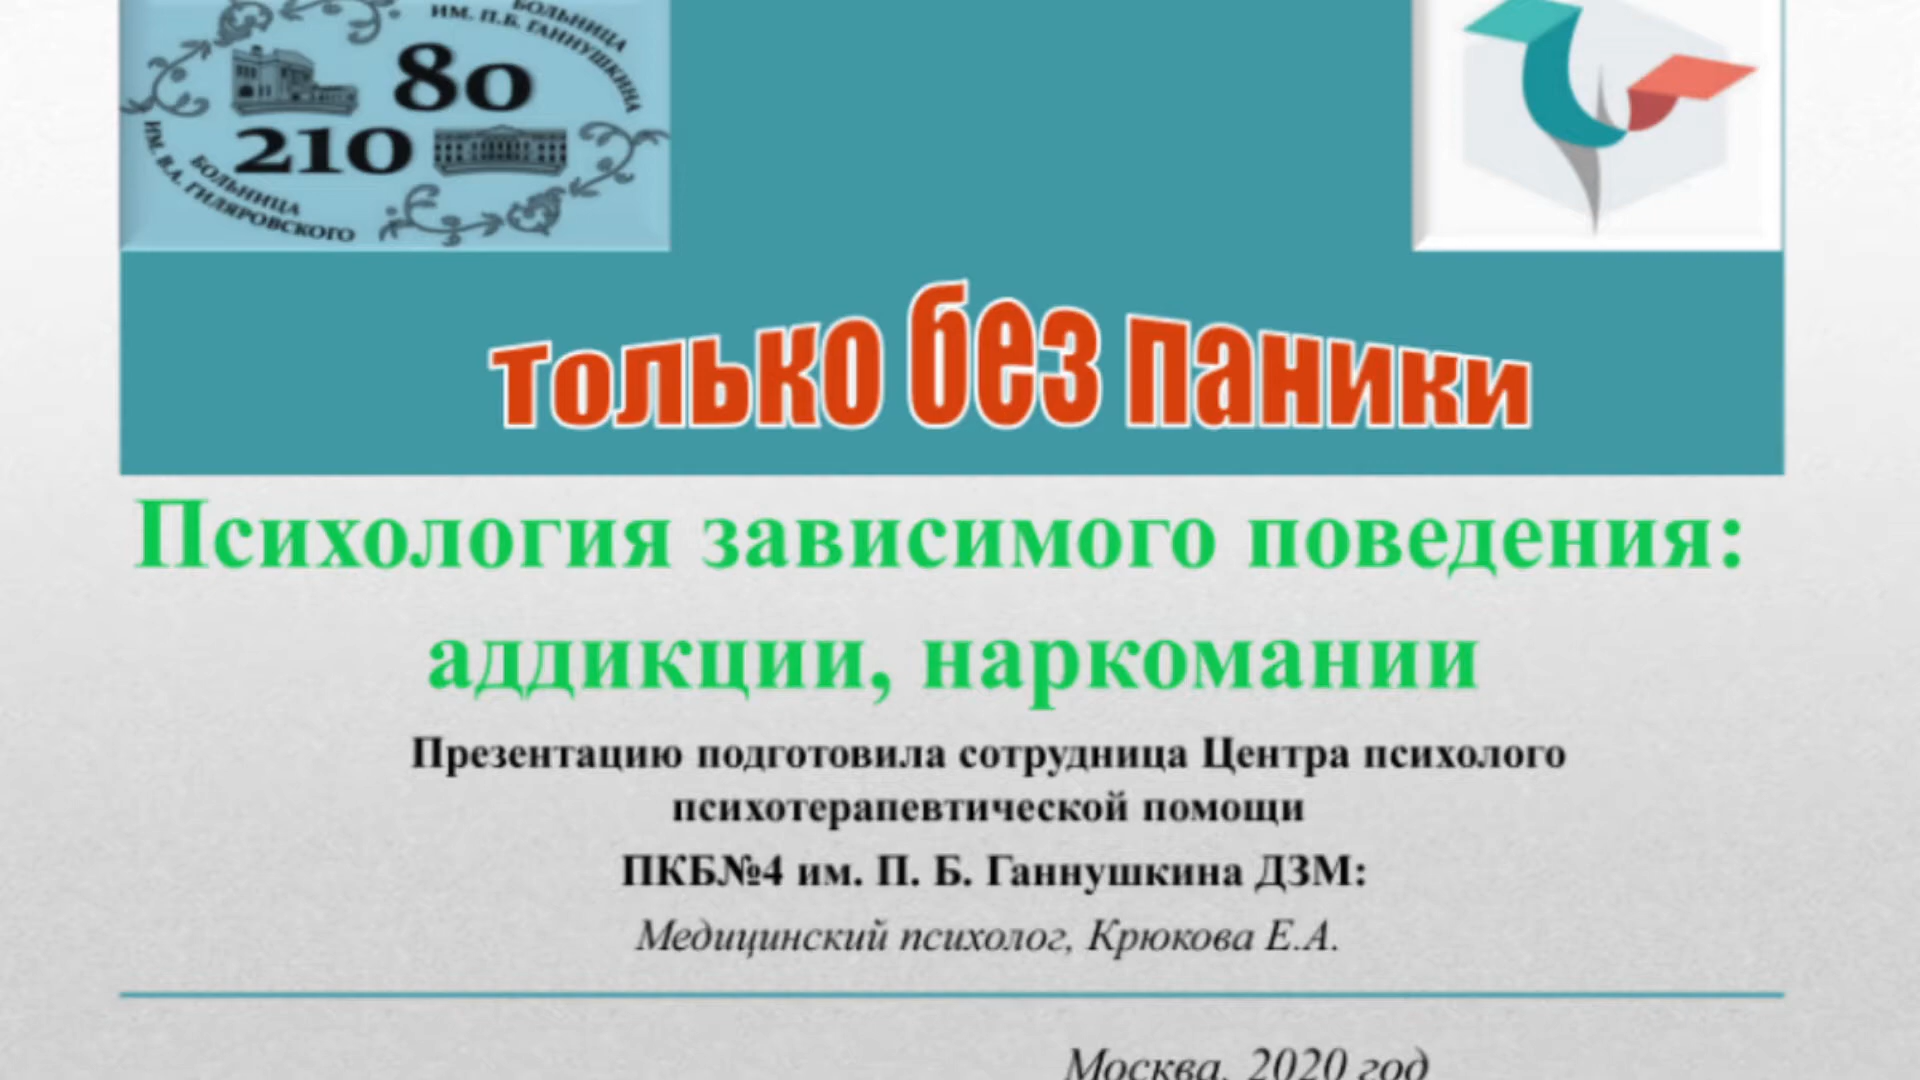 БОЛЬНИЦА
ИМ. П.Б. ГАННУШКИНА
80
210
БОЛЬНИЦА
ИМ. В.А. ГИЛЯРОВСКОГО
только без паники
Психология зависимого поведения:
аддикции, наркомании
Презентацию подготовила сотрудница Центра психолого
психотерапевтической помощи
ПКБ№4 им. П. Б. Ганнушкина ДЗМ:
Медицинский психолог, Крюкова Е.А.
Москва, 2020 год